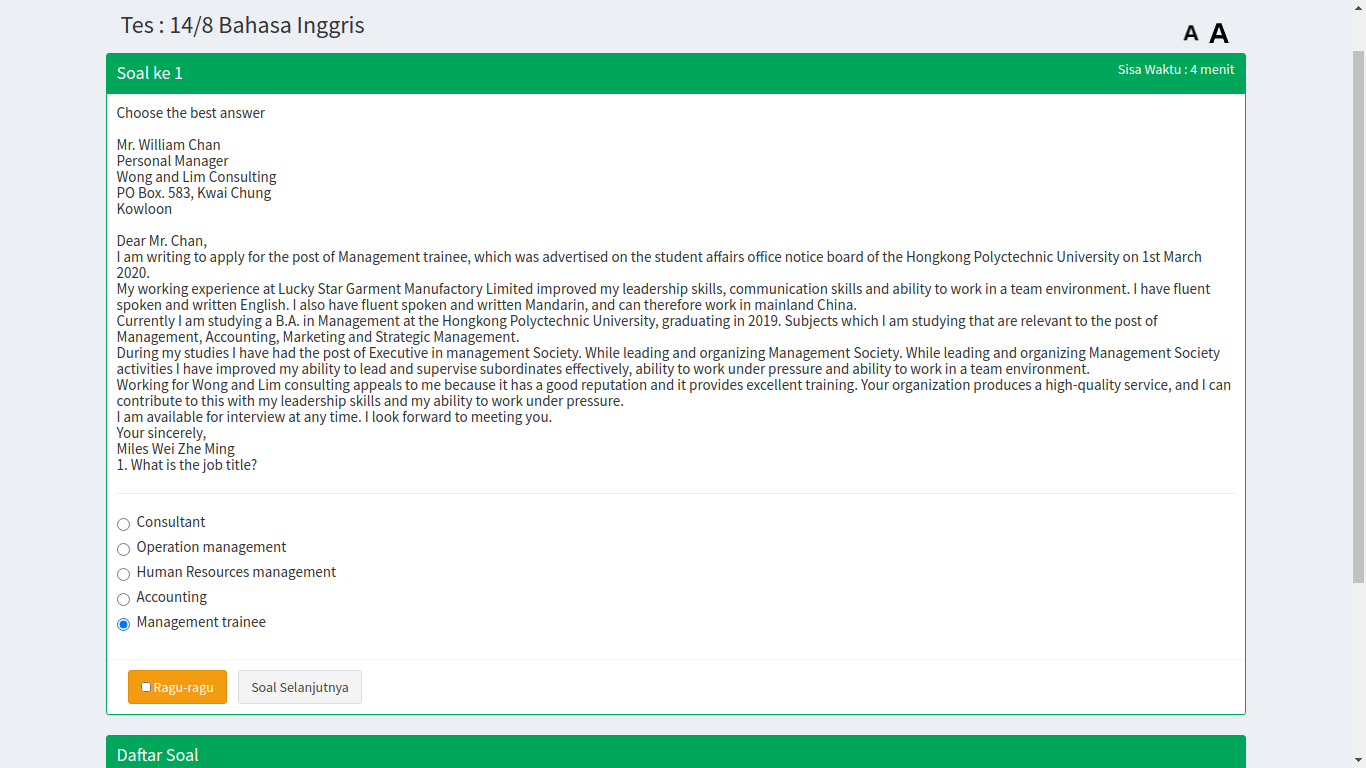 Tes : 14/8 Bahasa Inggris
A A
Soal ke 1
Sisa Waktu : 4 menit
Choose the best answer
Mr. William Chan
Personal Manager
Wong and Lim Consulting
PO Box. 583, Kwai Chung
Kowloon
Dear Mr. Chan,
I am writing to apply for the post of Management trainee, which was advertised on the student affairs office notice board of the Hongkong Polyctechnic University on 1st March
2020.
My working experience at Lucky Star Garment Manufactory Limited improved my leadership skills, communication skills and ability to work in a team environment. I have fluent
spoken and written English. I also have fluent spoken and written Mandarin, and can therefore work in mainland China.
Currently I am studying a B.A. in Management at the Hongkong Polyctechnic University, graduating in 2019. Subjects which I am studying that are relevant to the post of
Management, Accounting, Marketing and Strategic Management.
During my studies I have had the post of Executive in management Society. While leading and organizing Management Society. While leading and organizing Management Society
activities I have improved my ability to lead and supervise subordinates effectively, ability to work under pressure and ability to work in a team environment.
Working for Wong and Lim consulting appeals to me because it has a good reputation and it provides excellent training. Your organization produces a high-quality service, and I can
contribute to this with my leadership skills and my ability to work under pressure.
I am available for interview at any time. I look forward to meeting you.
Your sincerely,
Miles Wei Zhe Ming
1. What is the job title?
Consultant
Operation management
Human Resources management
Accounting
Management trainee
Ragu-ragu
Soal Selanjutnya
Daftar Soal